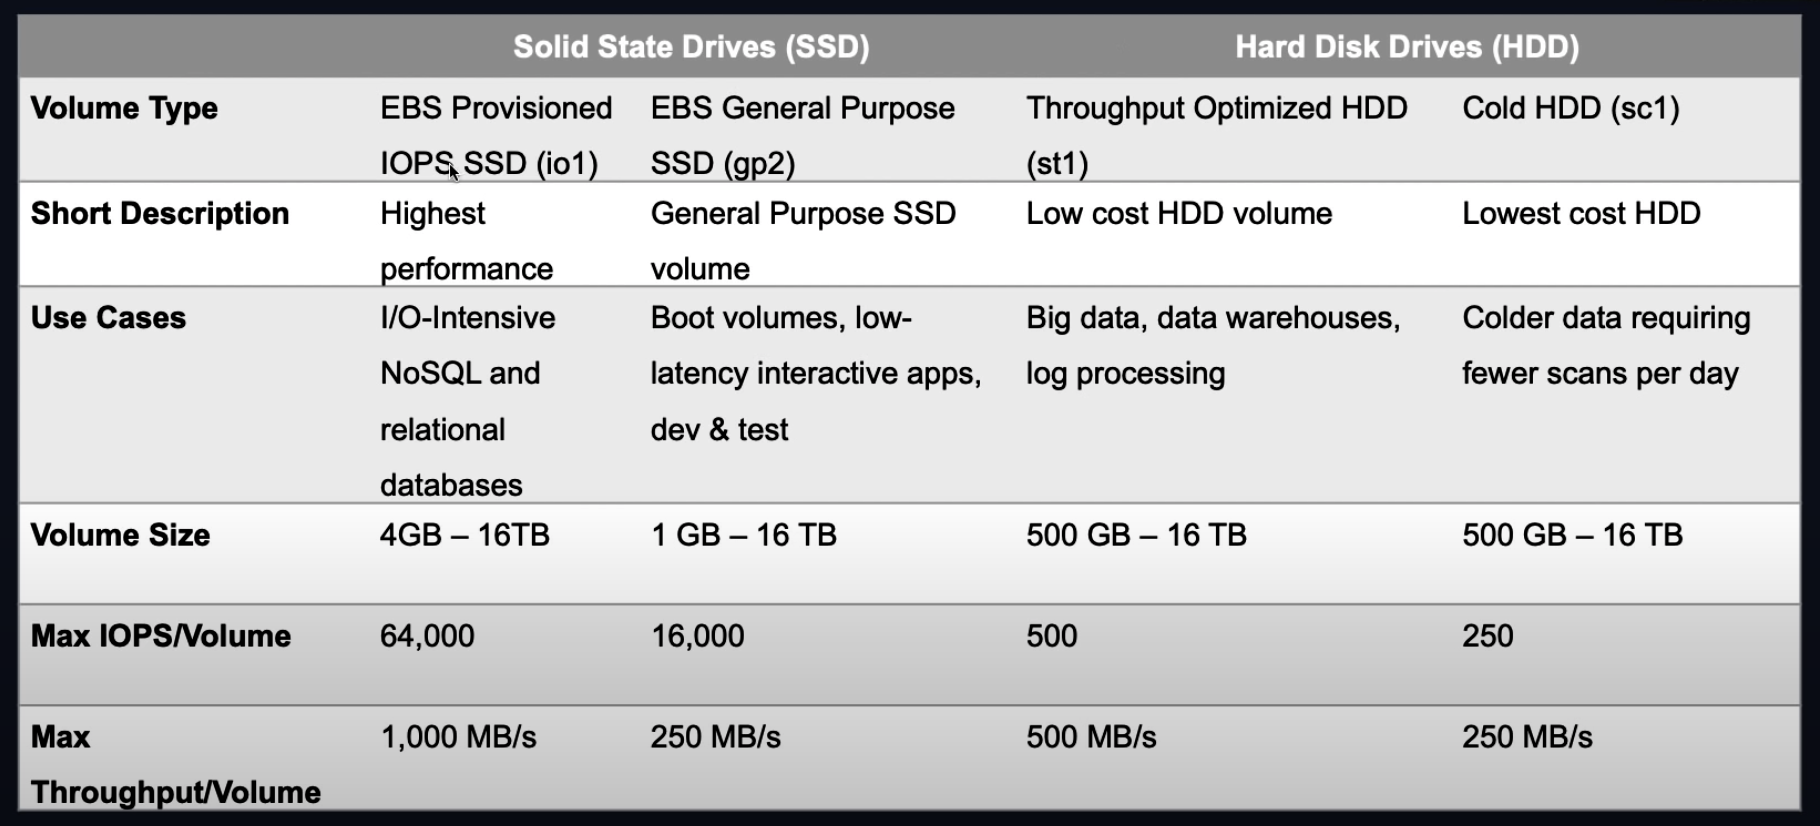 Solid State Drives (SSD) Hard Disk Drives (HDD)
Volume Type EBS Provisioned EBS General Purpose Throughput Optimized HDD Cold HDD (sc1)
IOPS SSD (io1) SSD (gp2) (st1)
Short Description Highest General Purpose SSD Low cost HDD volume Lowest cost HDD
performance volume
Use Cases I/O-Intensive Boot volumes, low- Big data, data warehouses, Colder data requiring
NoSQL and latency interactive apps, log processing fewer scans per day
relational dev & test
databases
Volume Size 4GB – 16TB 1 GB – 16 TB 500 GB – 16 TB 500 GB – 16 TB
Max IOPS/Volume 64,000 16,000 500 250
Max 1,000 MB/s 250 MB/s 500 MB/s 250 MB/s
Throughput/Volume